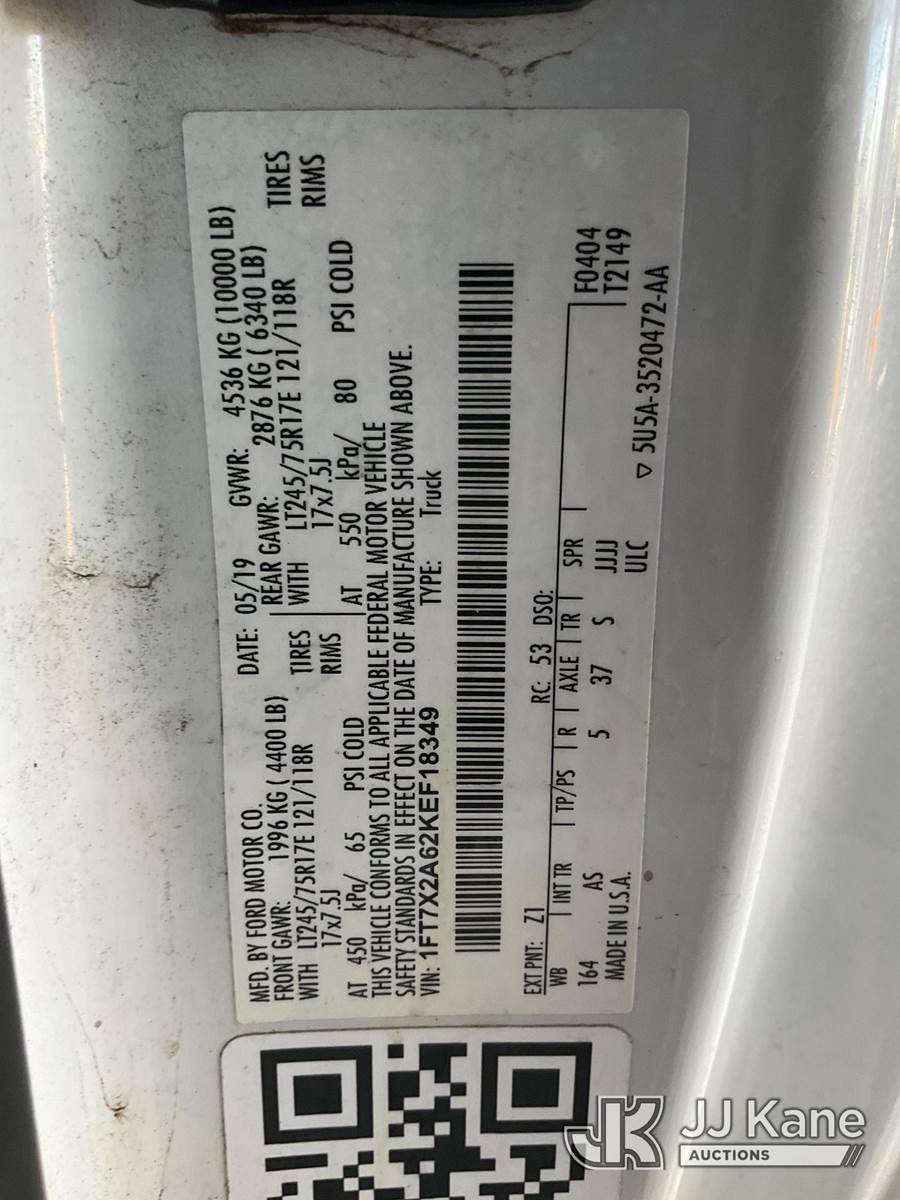 MFD. BY FORD MOTOR CO.
DATE: 05/19 GVWR: 4536 KG (10000 LB)
FRONT GAWR: 1996 KG ( 4400 LB) REAR GAWR: 2876 KG ( 6340 LB)
WITH LT245/75R17E 121/118R TIRES WITH LT245/75R17E 121/118R TIRES
17x7.5J RIMS 17x7.5J RIMS
AT 450 kPa/ 65 PSI COLD AT 550 kPa/ 80 PSI COLD
THIS VEHICLE CONFORMS TO ALL APPLICABLE FEDERAL MOTOR VEHICLE
SAFETY STANDARDS IN EFFECT ON THE DATE OF MANUFACTURE SHOWN ABOVE.
VIN: 1FT7X2A62KEF18349 TYPE: Truck
EXT PNT: Z1 RC: 53 DSO:
WB INT TR TP/PS R AXLE TR SPR F0404
164 AS 5 37 S JJJJ T2149
MADE IN U.S.A. ULC
▽ 5U5A-3520472-AA
JK JJ Kane
AUCTIONS